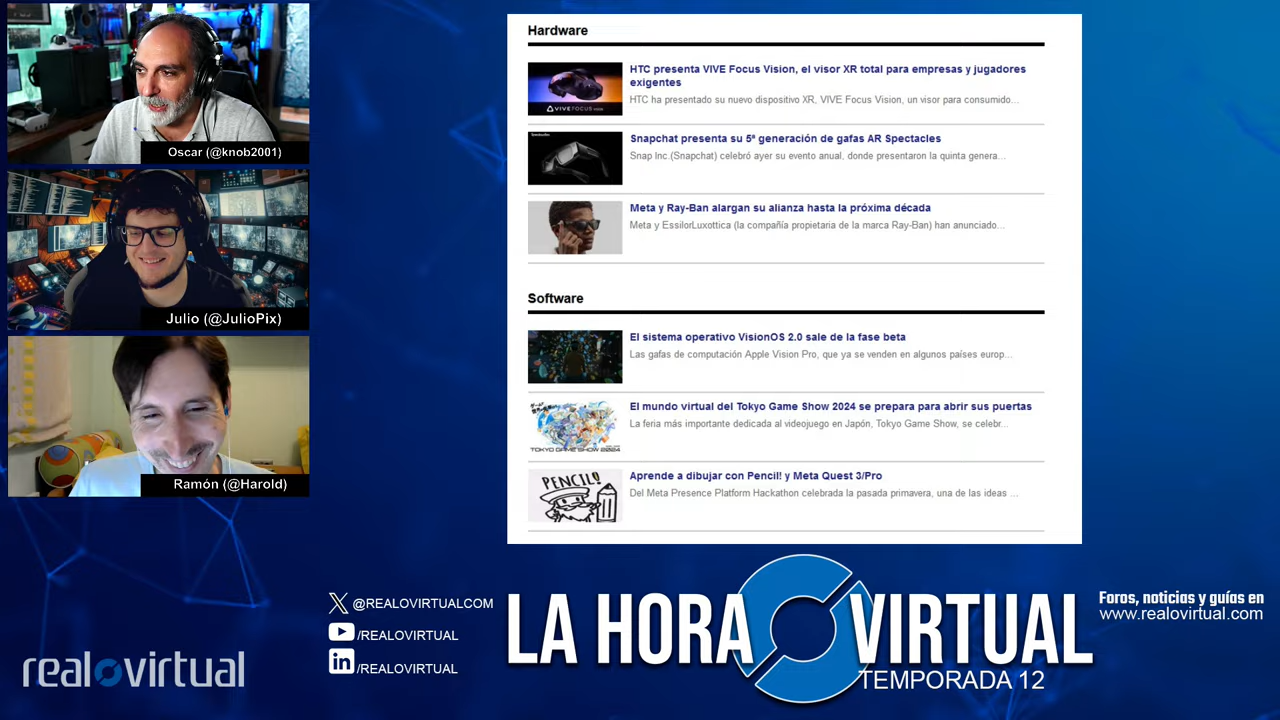 Oscar (@knob2001)
Julio (@JulioPix)
Ramón (@Harold)
Hardware
HTC presenta VIVE Focus Vision, el visor XR total para empresas y jugadores
exigentes
HTC ha presentado su nuevo dispositivo XR, VIVE Focus Vision, un visor para consumido...
VIVE FOCUS VISION
Snapchat presenta su 5ª generación de gafas AR Spectacles
Snap Inc.(Snapchat) celebró ayer su evento anual, donde presentaron la quinta genera...
Meta y Ray-Ban alargan su alianza hasta la próxima década
Meta y EssilorLuxottica (la compañía propietaria de la marca Ray-Ban) han anunciado...
Software
El sistema operativo VisionOS 2.0 sale de la fase beta
Las gafas de computación Apple Vision Pro, que ya se venden en algunos países europ...
El mundo virtual del Tokyo Game Show 2024 se prepara para abrir sus puertas
La feria más importante dedicada al videojuego en Japón, Tokyo Game Show, se celebr...
TOKYO GAME SHOW 2024
Aprende a dibujar con Pencil! y Meta Quest 3/Pro
Del Meta Presence Platform Hackathon celebrada la pasada primavera, una de las ideas ...
PENCIL!
realovirtual
@REALOVIRTUALCOM
/REALOVIRTUAL
/REALOVIRTUAL
LA HORA VIRTUAL
TEMPORADA 12
Foros, noticias y guías en
www.realovirtual.com